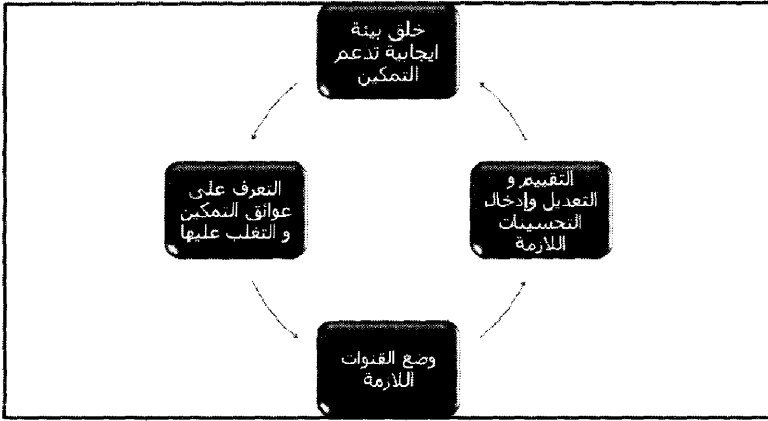 خلق بيئة
ايجابية تدعم
التمكين
التعرف على
عوائق التمكين
و التغلب عليها
وضع القنوات
اللازمة
التقييم و
التعديل وإدخال
التحسينات
اللازمة